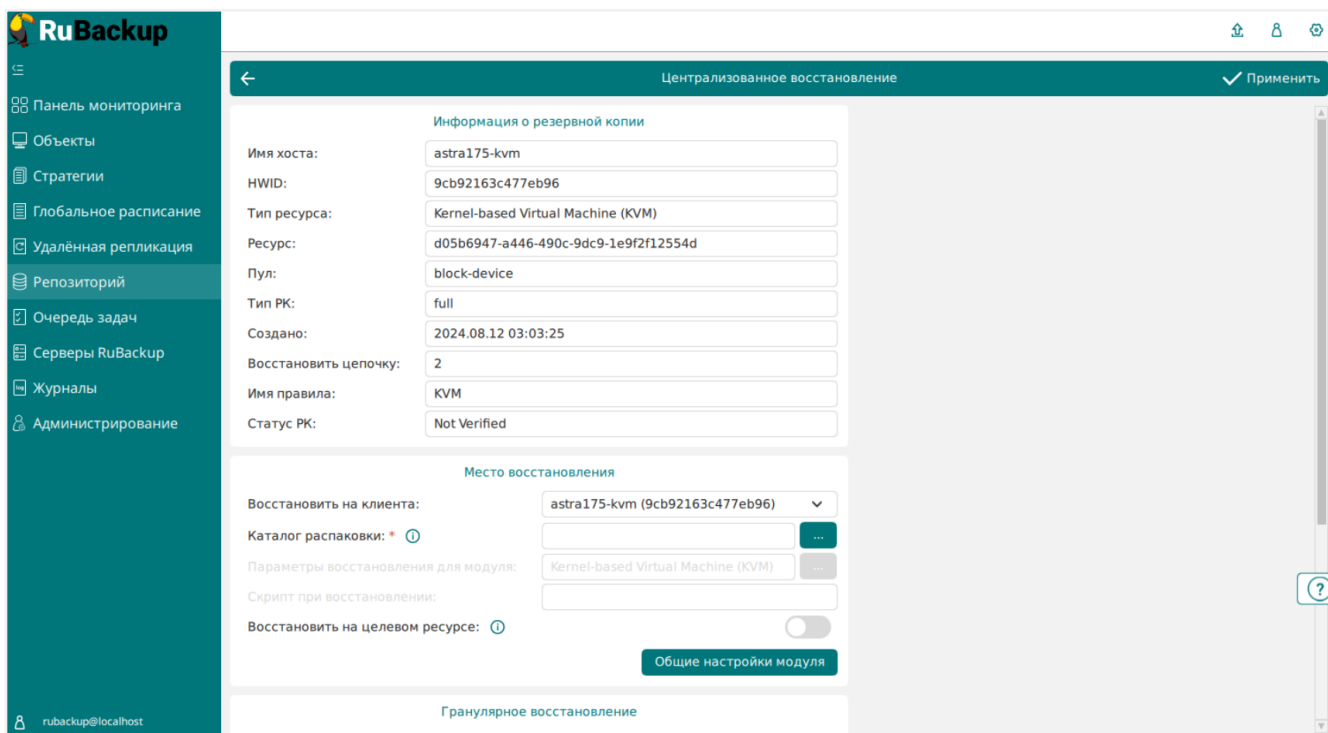 RuBackup
Панель мониторинга
Объекты
Стратегии
Глобальное расписание
Удалённая репликация
Репозиторий
Очередь задач
Серверы RuBackup
Журналы
Администрирование
rubackup@localhost
Централизованное восстановление
Применить
Информация о резервной копии
Имя хоста: astra175-kvm
HWID: 9cb92163c477eb96
Тип ресурса: Kernel-based Virtual Machine (KVM)
Ресурс: d05b6947-a446-490c-9dc9-1e9f2f12554d
Пул: block-device
Тип РК: full
Создано: 2024.08.12 03:03:25
Восстановить цепочку: 2
Имя правила: KVM
Статус РК: Not Verified
Место восстановления
Восстановить на клиента: astra175-kvm (9cb92163c477eb96)
Каталог распаковки: * ...
Параметры восстановления для модуля: Kernel-based Virtual Machine (KVM) ...
Скрипт при восстановлении:
Восстановить на целевом ресурсе:
Общие настройки модуля
Гранулярное восстановление
?